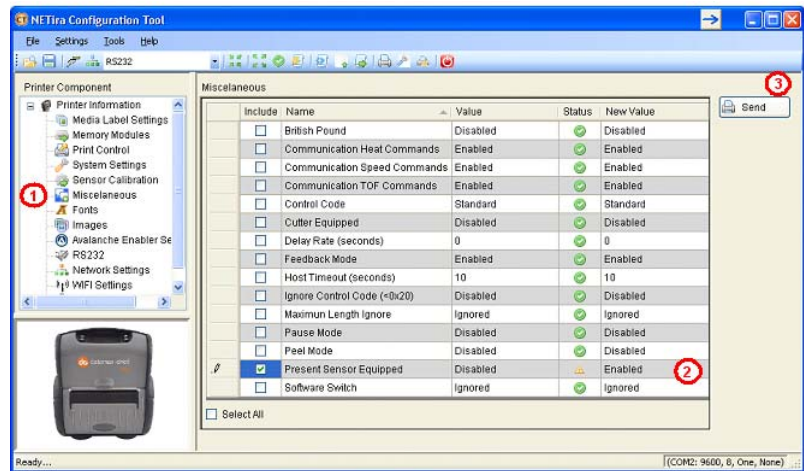 NETira Configuration Tool
File Settings Tools Help
RS232
Printer Component
Printer Information
Media Label Settings
Memory Modules
Print Control
System Settings
Sensor Calibration
Miscelaneous
Fonts
Images
Avalanche Enabler Se
RS232
Network Settings
WIFI Settings
1
Miscelaneous
Include Name Value Status New Value
British Pound Disabled Disabled
Communication Heat Commands Enabled Enabled
Communication Speed Commands Enabled Enabled
Communication TOF Commands Enabled Enabled
Control Code Standard Standard
Cutter Equipped Disabled Disabled
Delay Rate (seconds) 0 0
Feedback Mode Enabled Enabled
Host Timeout (seconds) 10 10
Ignore Control Code (<0x20) Disabled Disabled
Maximun Length Ignore Ignored Ignored
Pause Mode Disabled Disabled
Peel Mode Disabled Disabled
Present Sensor Equipped Disabled Enabled 2
Software Switch Ignored Ignored
Select All
3
Send
Ready...
(COM2: 9600, 8, One, None)